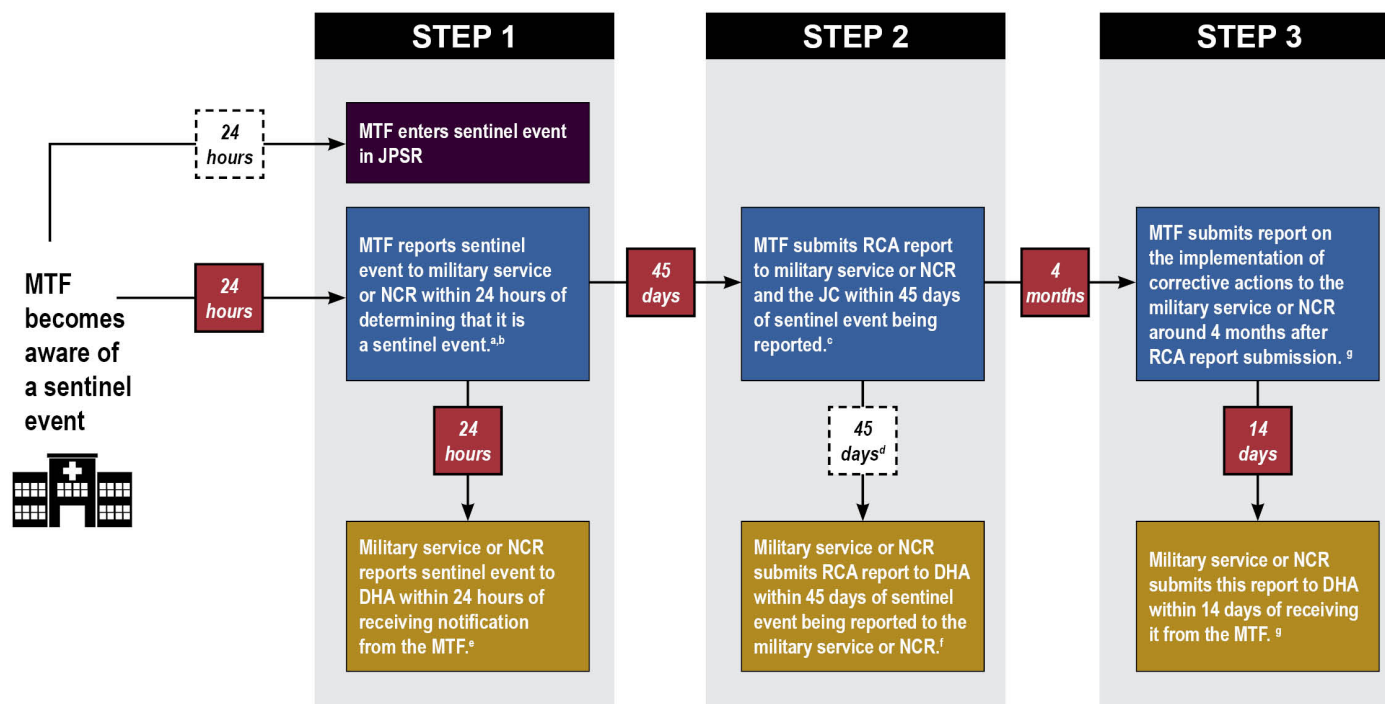 STEP 1
STEP 2
STEP 3
24
hours
MTF enters sentinel event
in JPSR
MTF
becomes
aware of
a sentinel
event
24
hours
MTF reports sentinel
event to military service
or NCR within 24 hours of
determining that it is
a sentinel event.a,b
45
days
MTF submits RCA report
to military service or NCR
and the JC within 45 days
of sentinel event being
reported.c
4
months
MTF submits report on
the implementation of
corrective actions to the
military service or NCR
around 4 months after
RCA report submission. g
24
hours
45
daysd
14
days
Military service or NCR
reports sentinel event to
DHA within 24 hours of
receiving notification
from the MTF.e
Military service or NCR
submits RCA report to DHA
within 45 days of sentinel
event being reported to the
military service or NCR.f
Military service or NCR
submits this report to DHA
within 14 days of receiving
it from the MTF. g